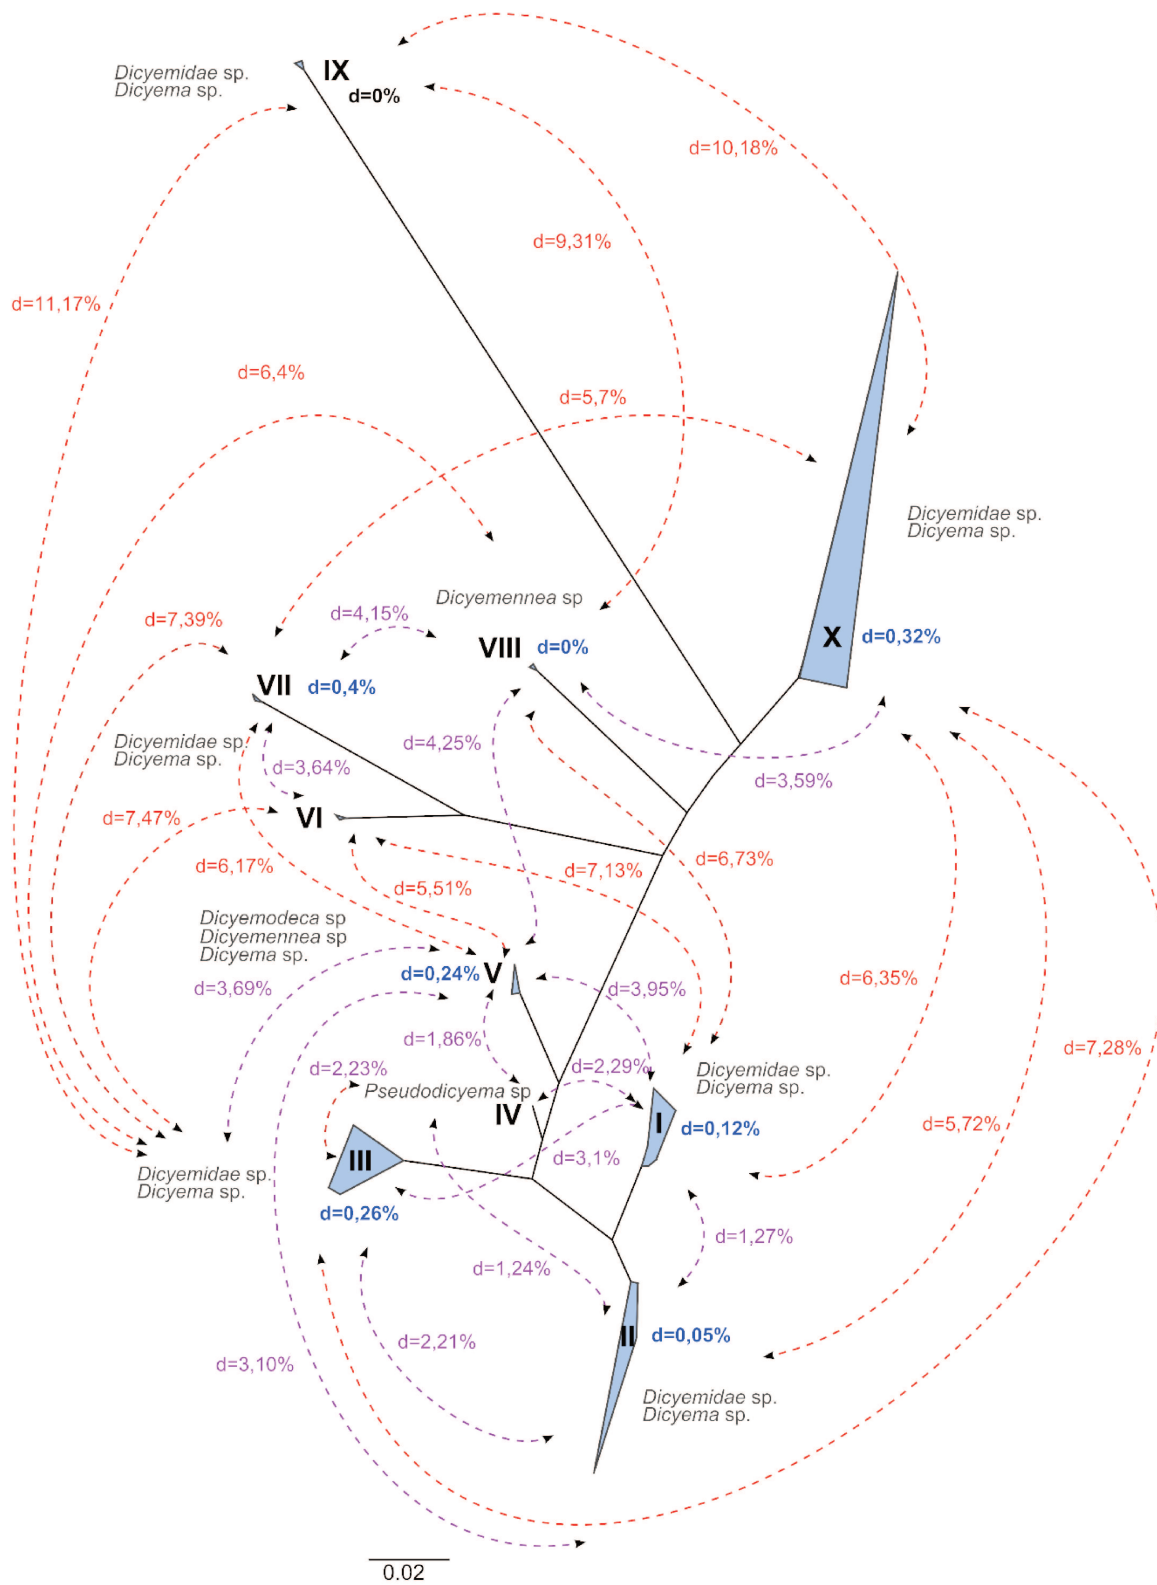 Dicyemidae sp.
Dicyema sp.
IX
d=0%
d=10,18%
d=9,31%
d=11,17%
d=6,4%
d=5,7%
Dicyemidae sp.
Dicyema sp.
Dicyemennea sp
d=4,15%
d=7,39%
VIII
d=0%
X
d=0,32%
VII
d=0,4%
Dicyemidae sp.
Dicyema sp.
d=4,25%
d=3,64%
d=3,59%
VI
d=7,47%
d=6,17%
d=7,13%
d=6,73%
d=5,51%
Dicyemodeca sp
Dicyemennea sp
Dicyema sp.
V
d=0,24%
d=3,69%
d=3,95%
d=6,35%
d=1,86%
d=7,28%
d=2,23%
d=2,29%
Dicyemidae sp.
Dicyema sp.
Pseudodicyema sp
IV
I
d=0,12%
d=5,72%
III
d=3,1%
Dicyemidae sp.
Dicyema sp.
d=0,26%
d=1,27%
d=1,24%
II
d=0,05%
d=2,21%
d=3,10%
Dicyemidae sp.
Dicyema sp.
0.02